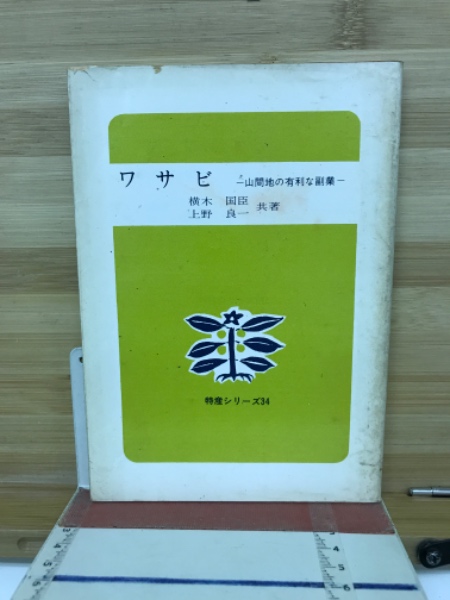 ワサビ ―山間地の有利な副業―
横木 国臣
上野 良一 共著
特産シリーズ34